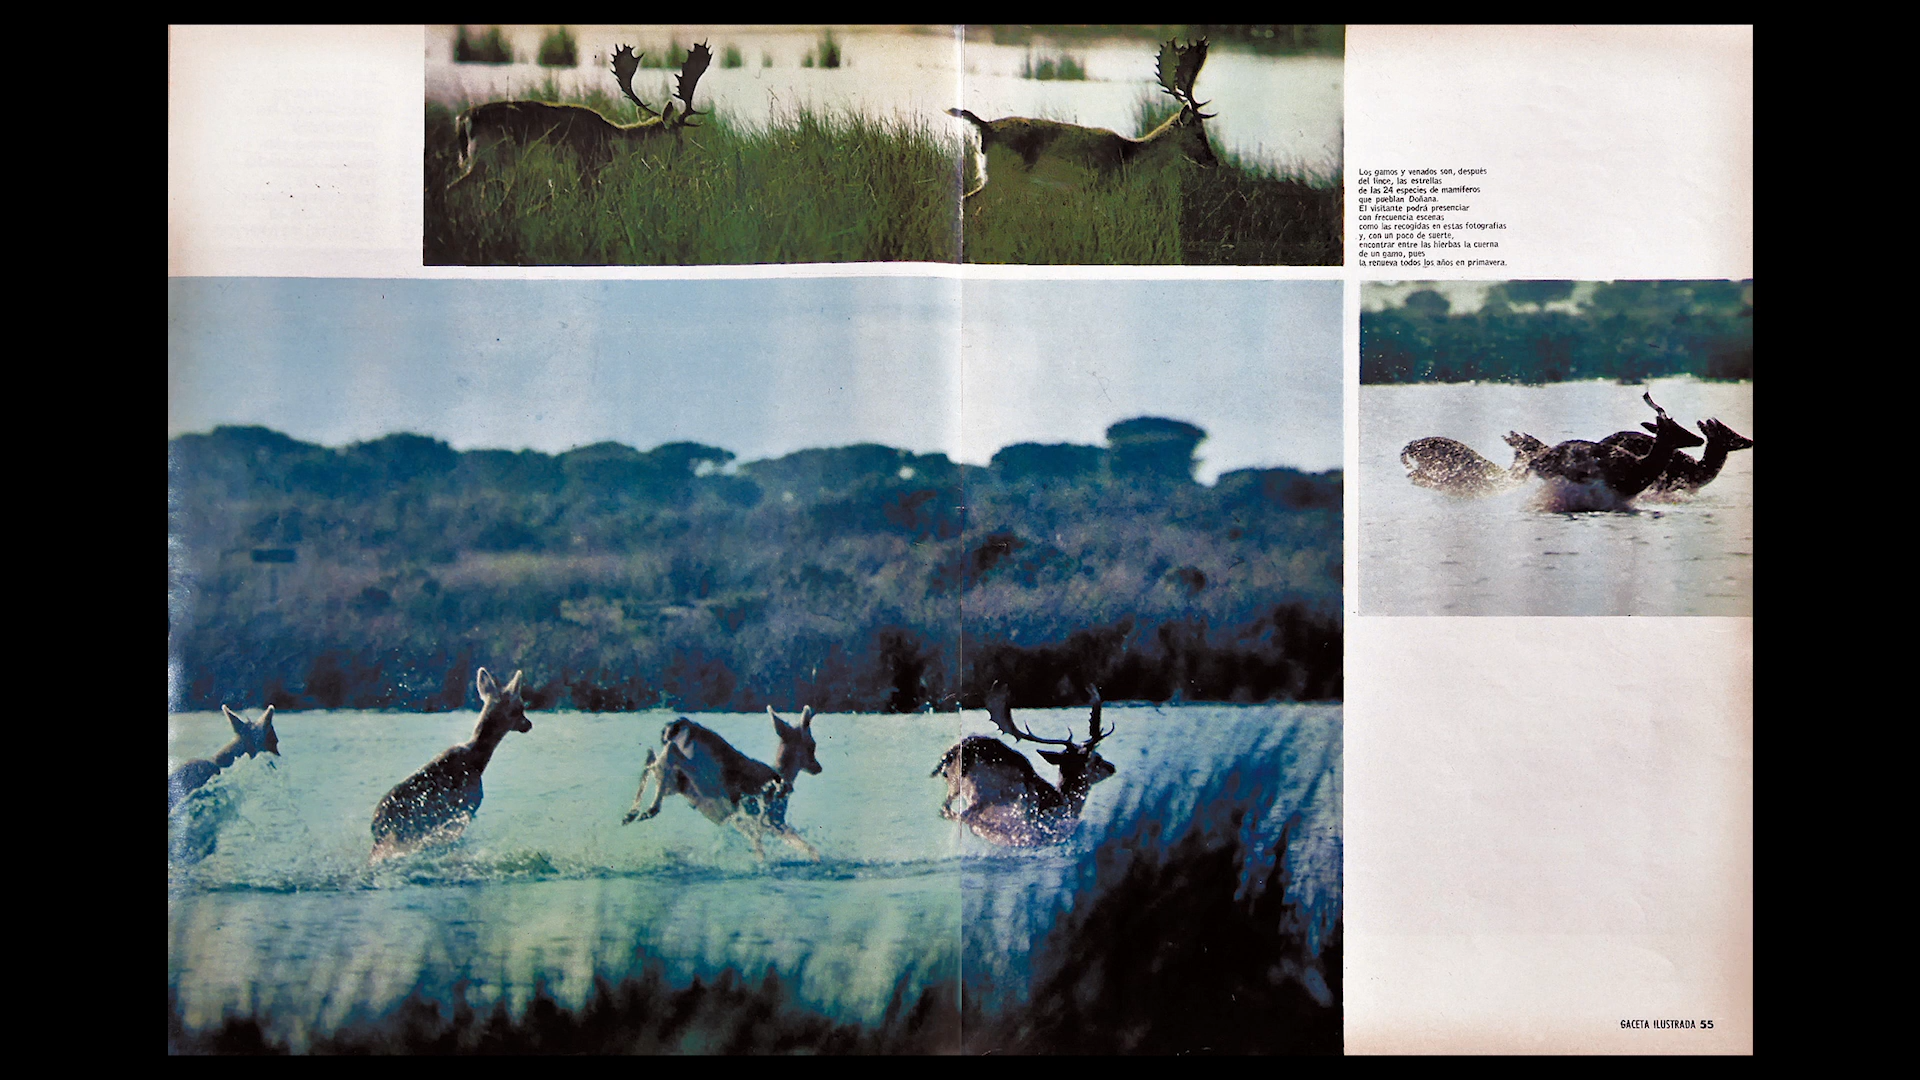 Los gamos y venados son, después
del lince, las estrellas
de las 24 especies de mamíferos
que pueblan Doñana.
El visitante podrá presenciar
con frecuencia escenas
como las recogidas en estas fotografías
y, con un poco de suerte,
encontrar entre las hierbas la cuerna
de un gamo, pues
la renueva todos los años en primavera.
GACETA ILUSTRADA 55